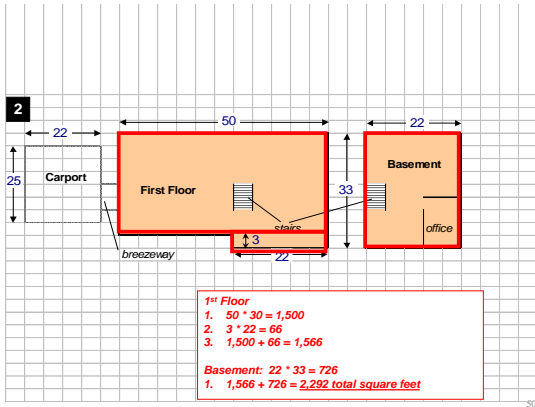 2
50
22
22
25
Carport
First Floor
33
Basement
stairs
office
3
22
breezeway
1st Floor
1. 50 * 30 = 1,500
2. 3 * 22 = 66
3. 1,500 + 66 = 1,566
Basement: 22 * 33 = 726
1. 1,566 + 726 = 2,292 total square feet
50